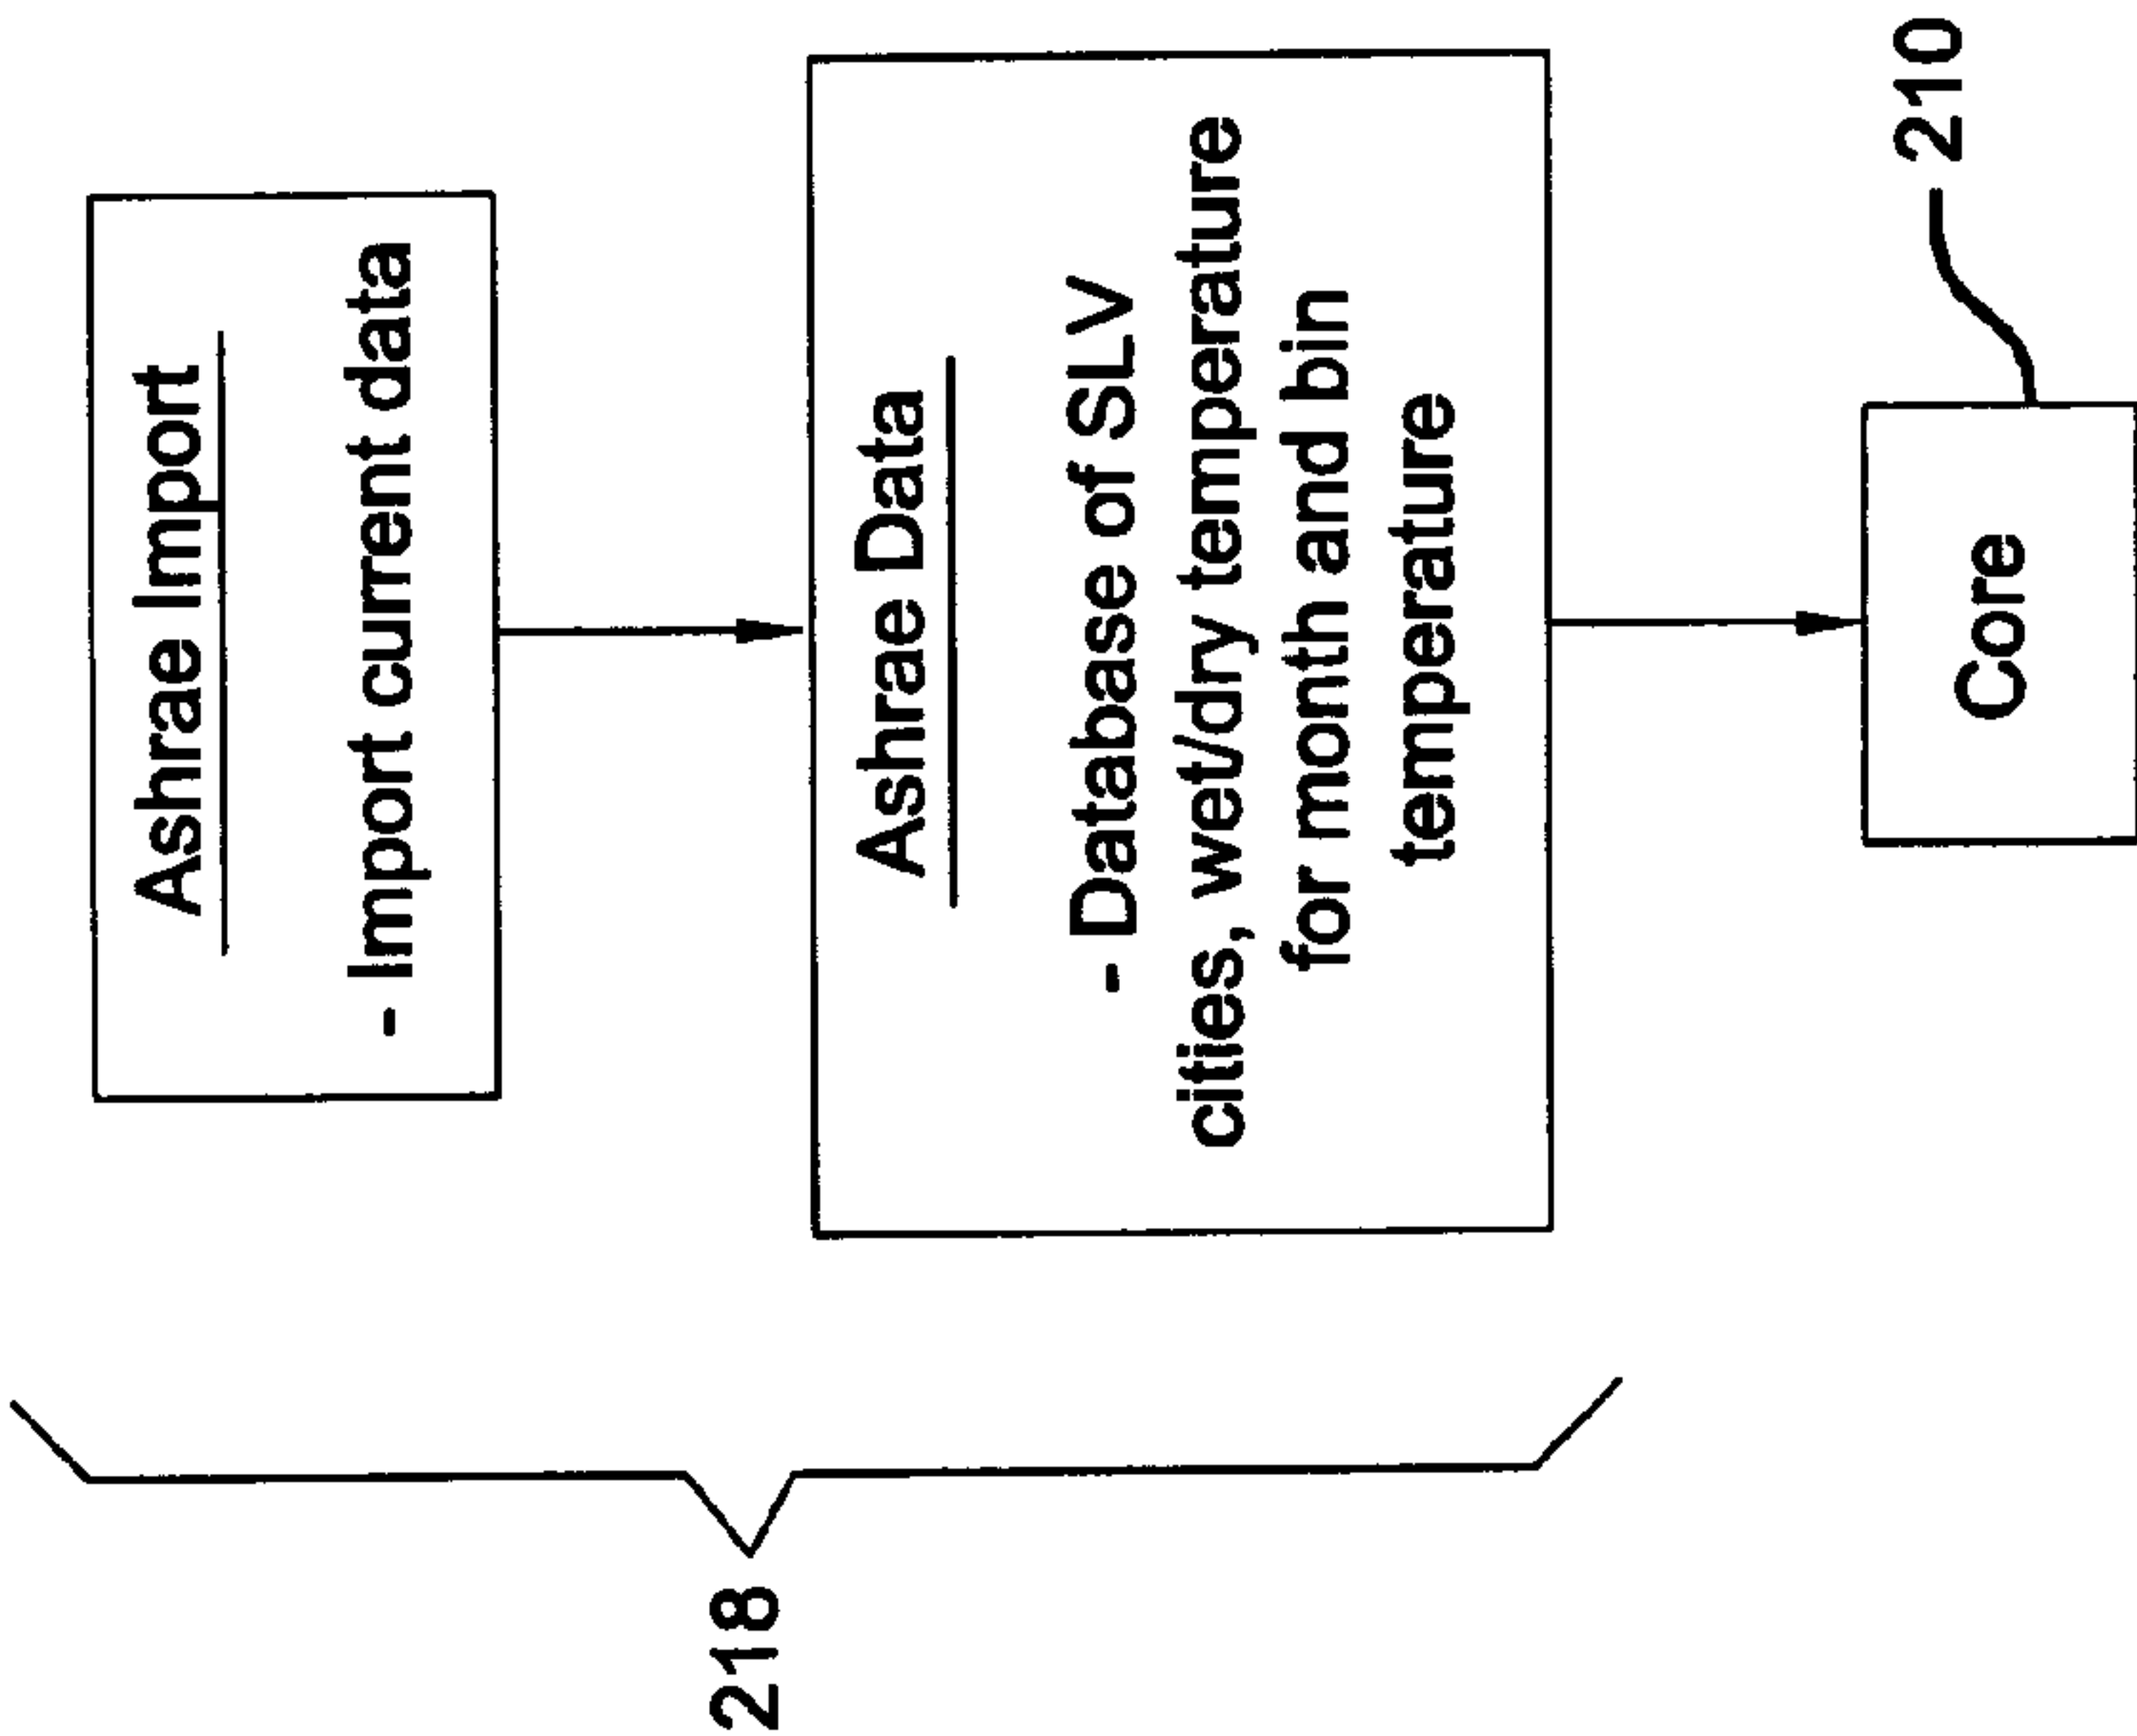 Ashrae Import
- Import current data
Ashrae Data
- Database of SLV
cities, wet/dry temperature
for month and bin
temperature
Core
210
218